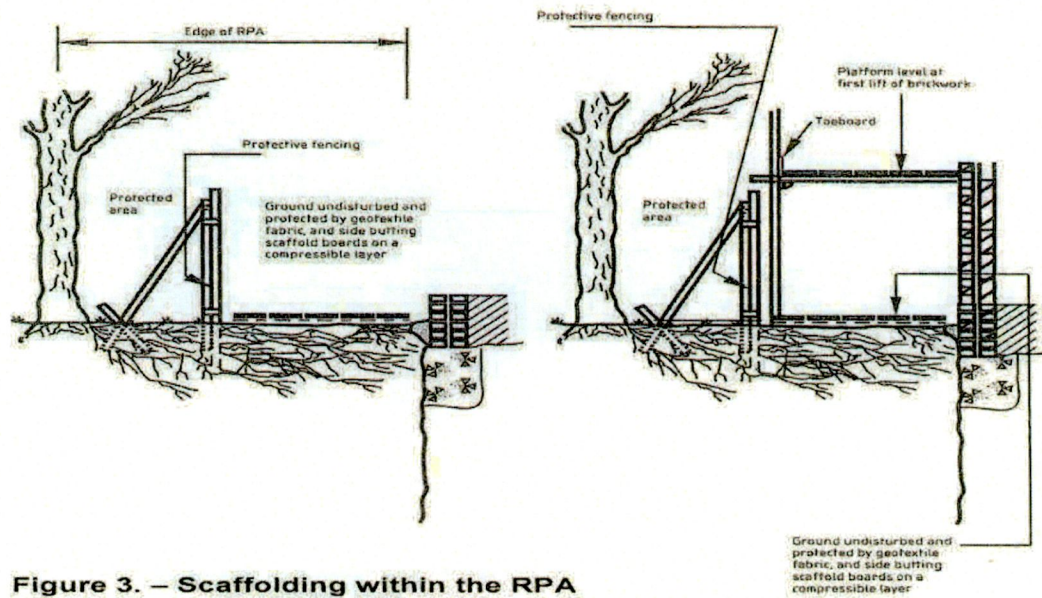 Edge of RPA
Protective fencing
Protected
area
Ground undisturbed and
protected by geotextile
fabric, and side butting
scaffold boards on a
compressible layer
Protective fencing
Platform level at
first lift of brickwork
Toeboard
Protected
area
Ground undisturbed and
protected by geotextile
fabric, and side butting
scaffold boards on a
compressible layer
Figure 3. – Scaffolding within the RPA